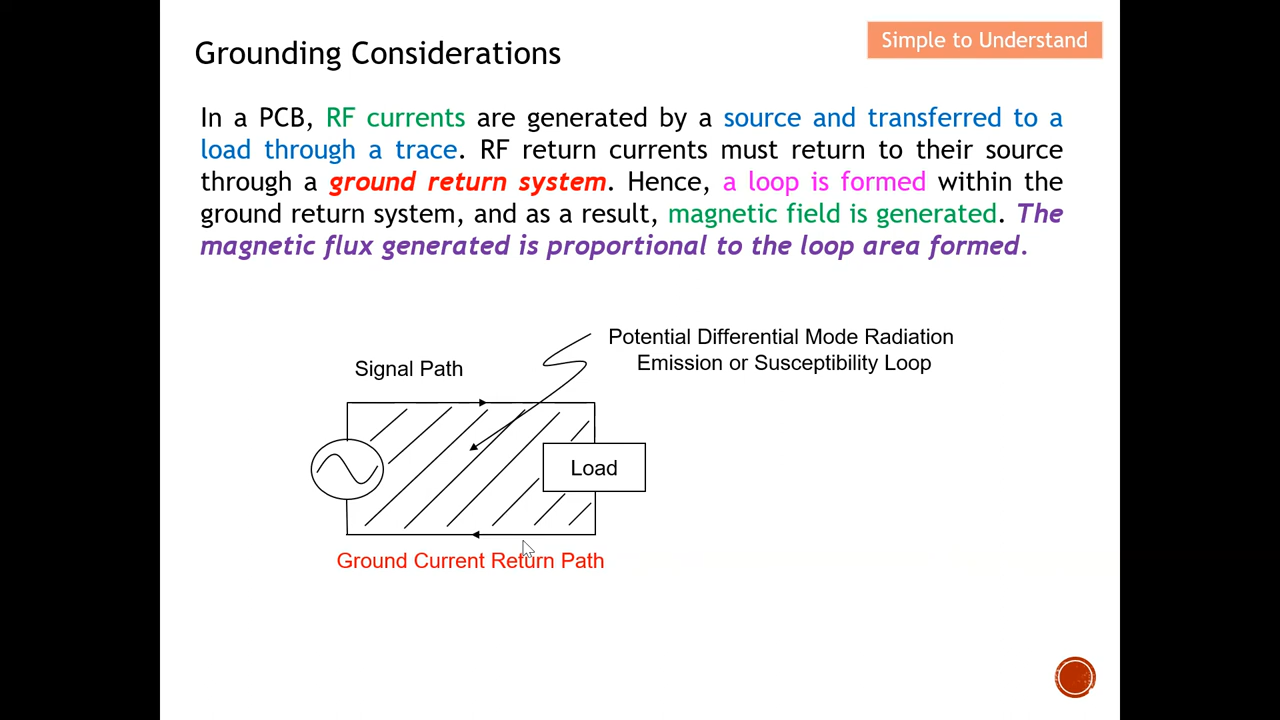 Simple to Understand
Grounding Considerations
In a PCB, RF currents are generated by a source and transferred to a
load through a trace. RF return currents must return to their source
through a ground return system. Hence, a loop is formed within the
ground return system, and as a result, magnetic field is generated. The
magnetic flux generated is proportional to the loop area formed.
Potential Differential Mode Radiation
Emission or Susceptibility Loop
Signal Path
Load
Ground Current Return Path